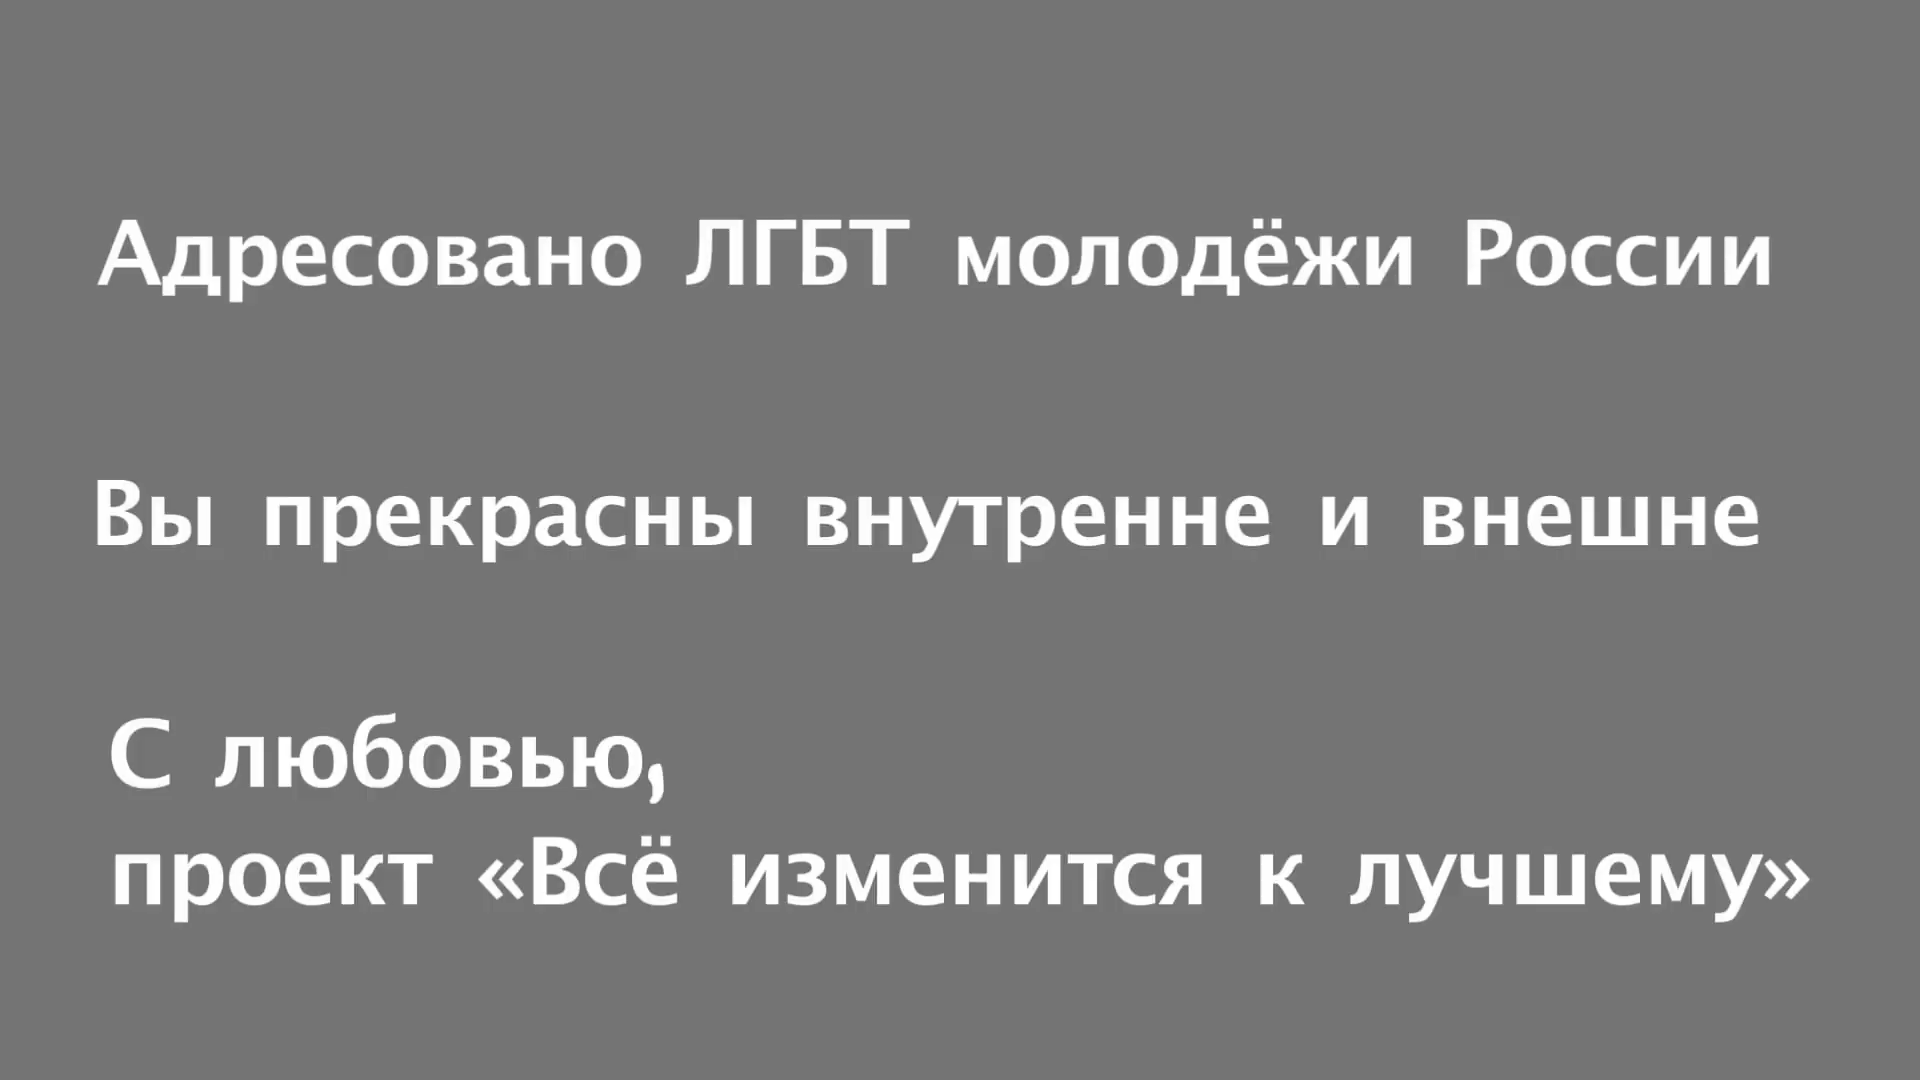 Адресовано ЛГБТ молодёжи России
Вы прекрасны внутренне и внешне
С любовью,
проект «Всё изменится к лучшему»